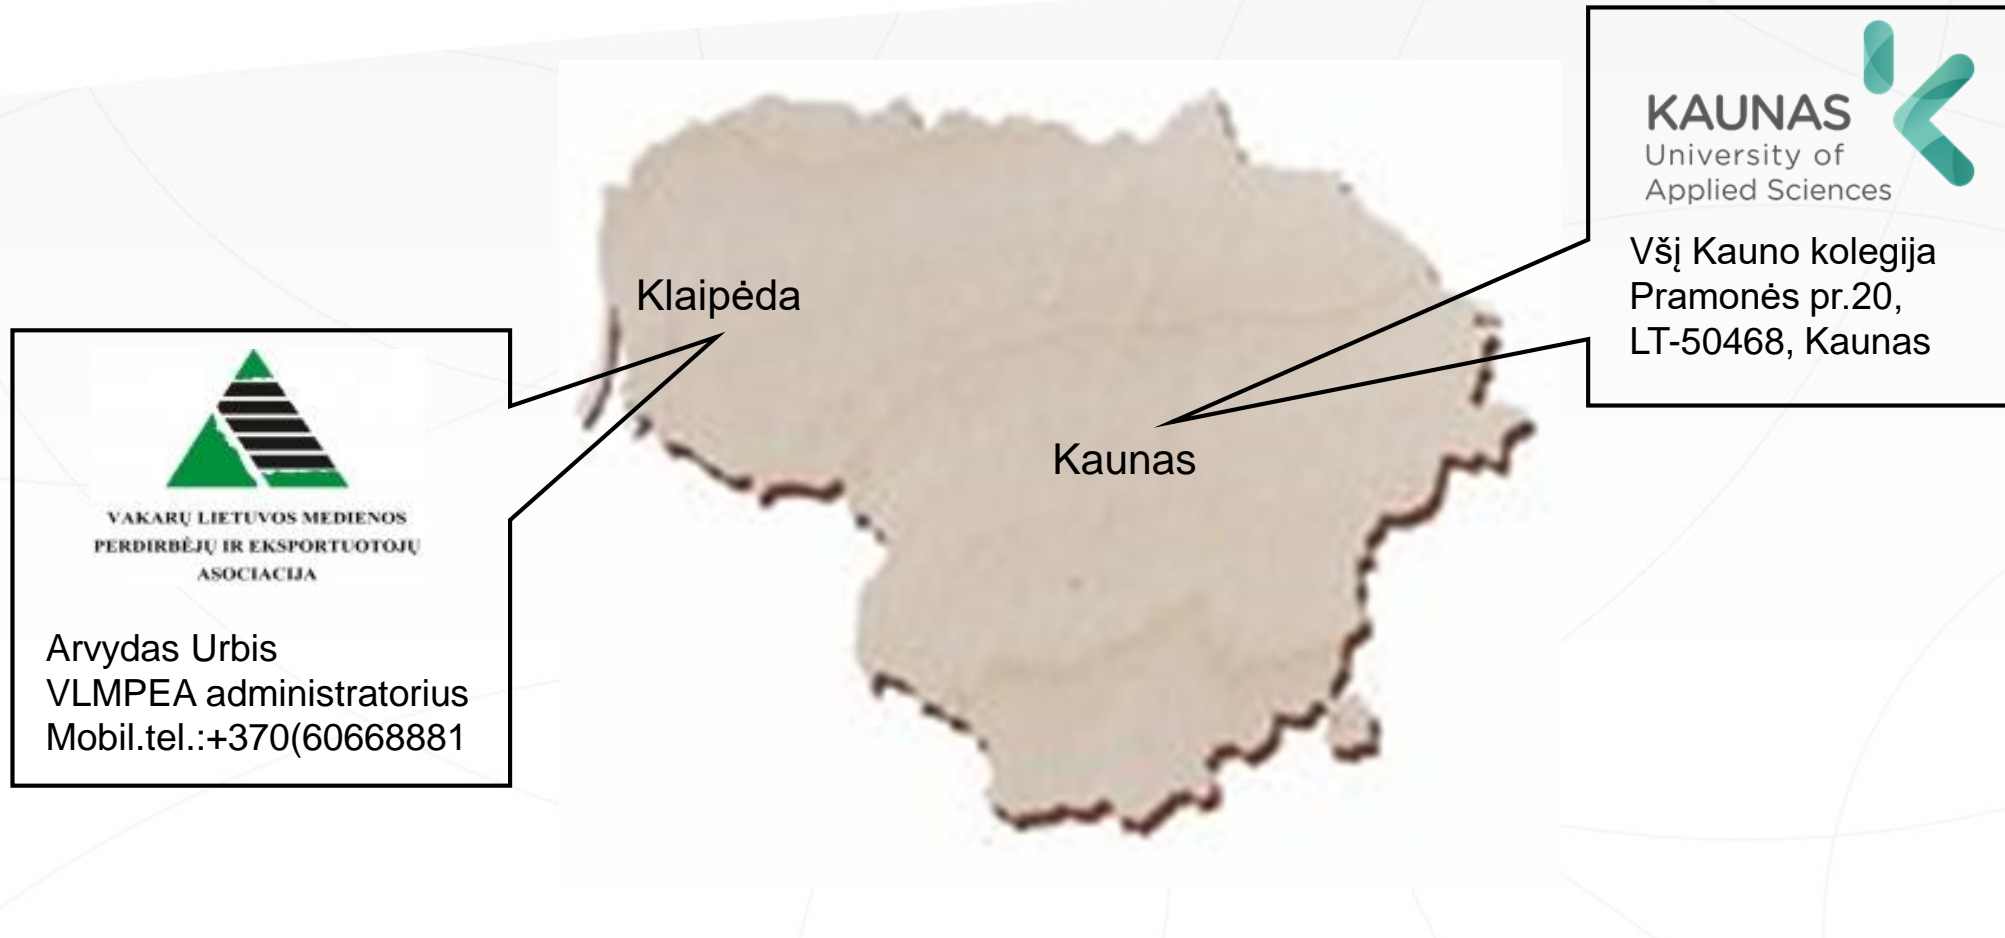 KAUNAS
University of
Applied Sciences
Všį Kauno kolegija
Pramonės pr.20,
LT-50468, Kaunas
Klaipėda
Kaunas
VAKARŲ LIETUVOS MEDIENOS
PERDIRBĖJŲ IR EKSPORTUOTOJŲ
ASOCIACIJA
Arvydas Urbis
VLMPEA administratorius
Mobil.tel.:+370(60668881